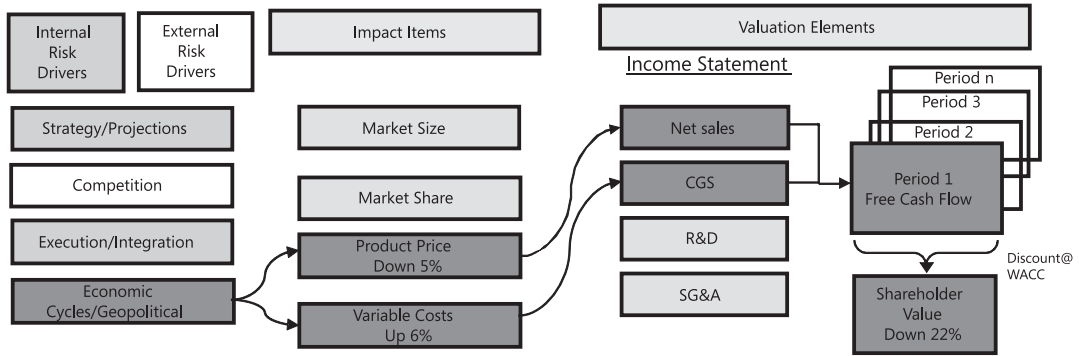 Internal
Risk
Drivers
External
Risk
Drivers
Impact Items
Valuation Elements
Income Statement
Period n
Period 3
Period 2
Strategy/Projections
Market Size
Net sales
Competition
Market Share
CGS
Period 1
Free Cash Flow
Execution/Integration
Product Price
Down 5%
R&D
Discount@
WACC
Economic
Cycles/Geopolitical
Variable Costs
Up 6%
SG&A
Shareholder
Value
Down 22%